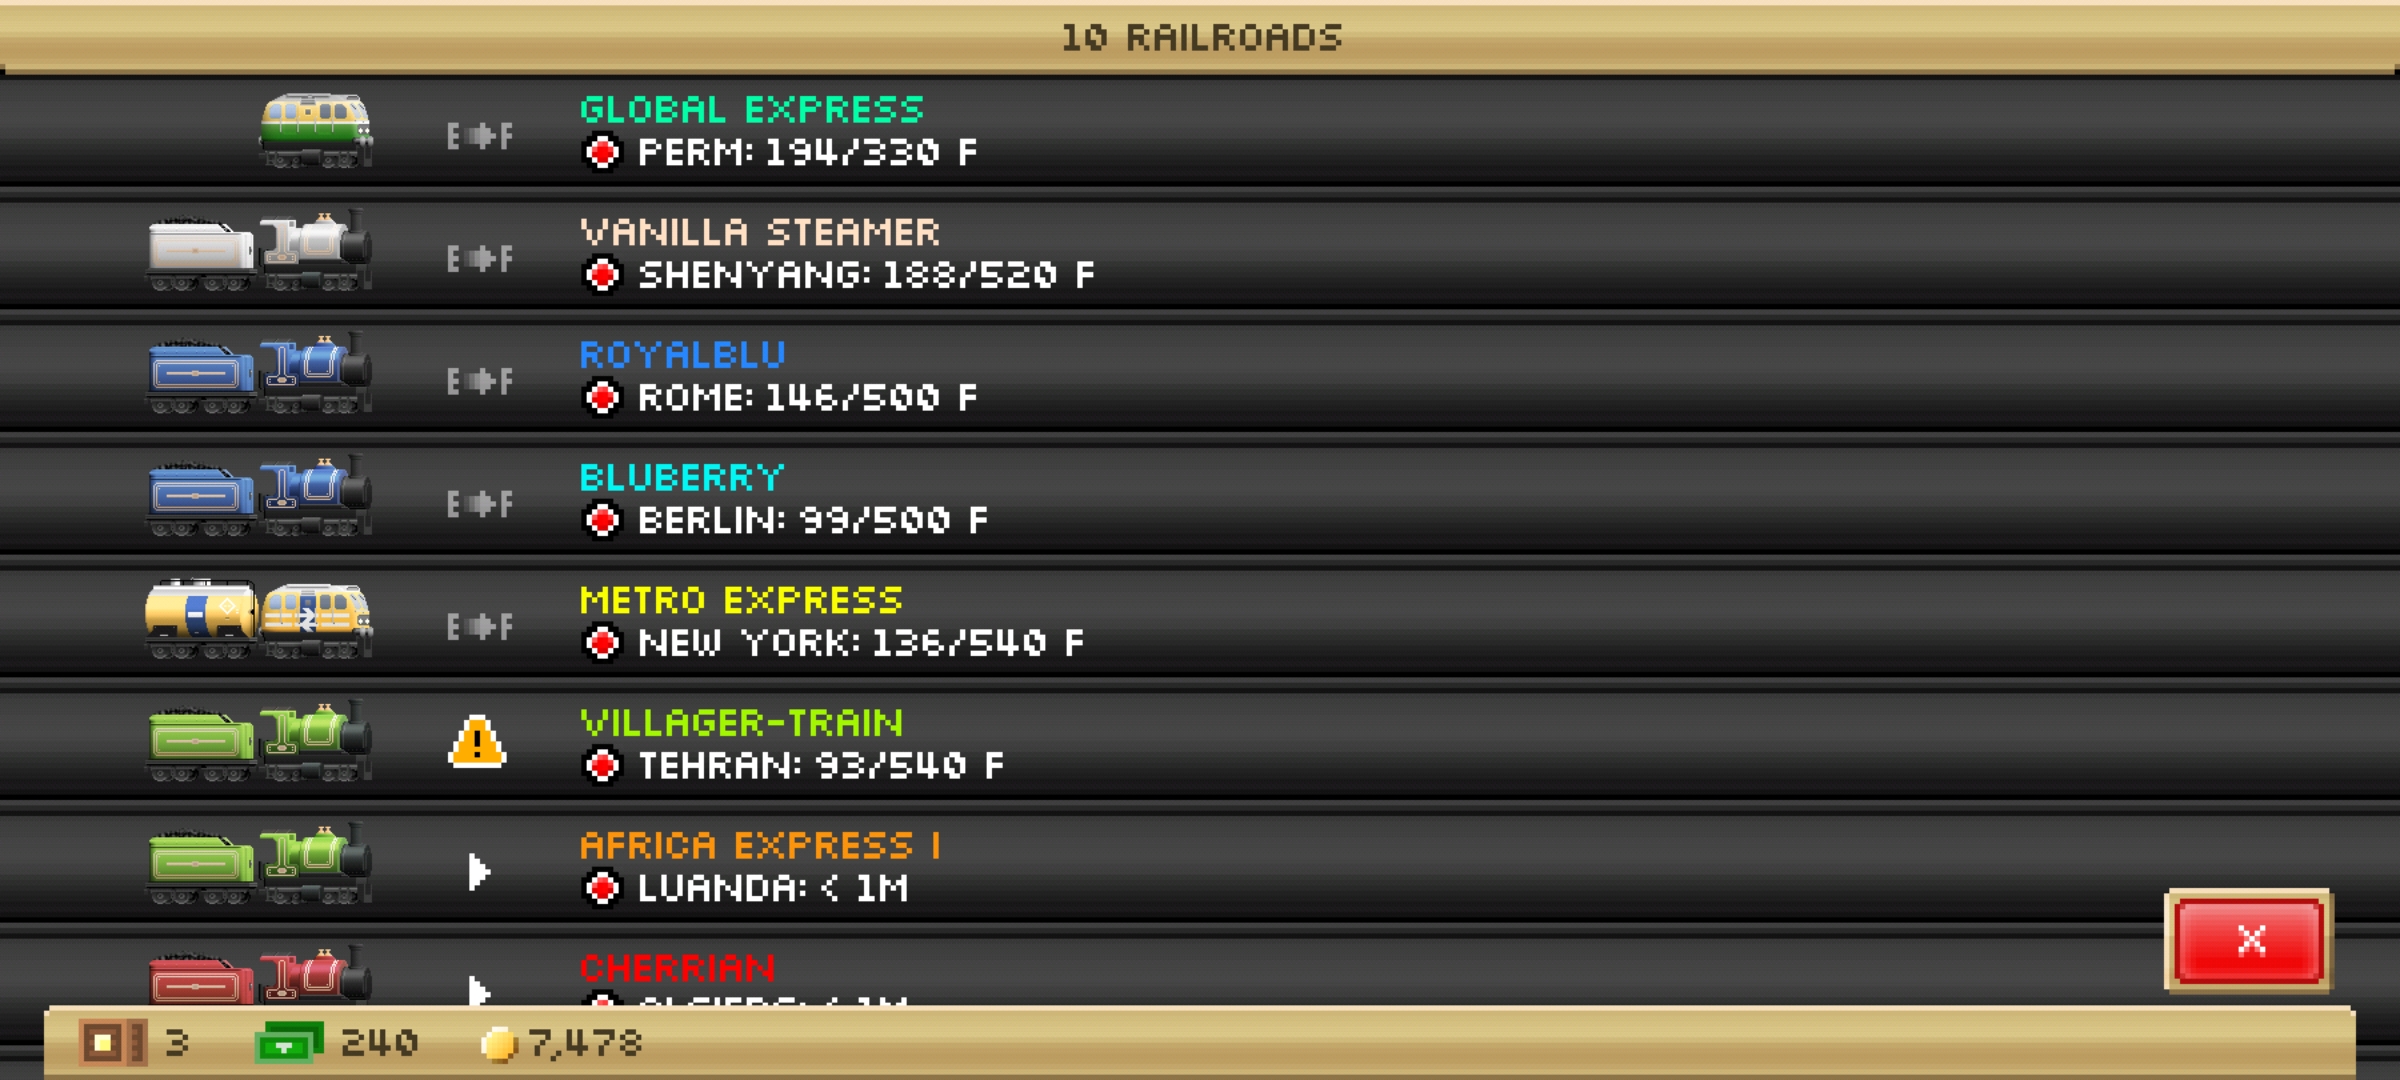 10 RAILROADS
GLOBAL EXPRESS
E F
PERM: 194/330 F
VANILLA STEAMER
E F
SHENYANG: 188/520 F
ROYALBLU
E F
ROME: 146/500 F
BLUBERRY
E F
BERLIN: 99/500 F
METRO EXPRESS
E F
NEW YORK: 136/540 F
VILLAGER-TRAIN
!
TEHRAN: 93/540 F
AFRICA EXPRESS I
LUANDA: < 1M
CHERRIAN
X
3 240 7,478